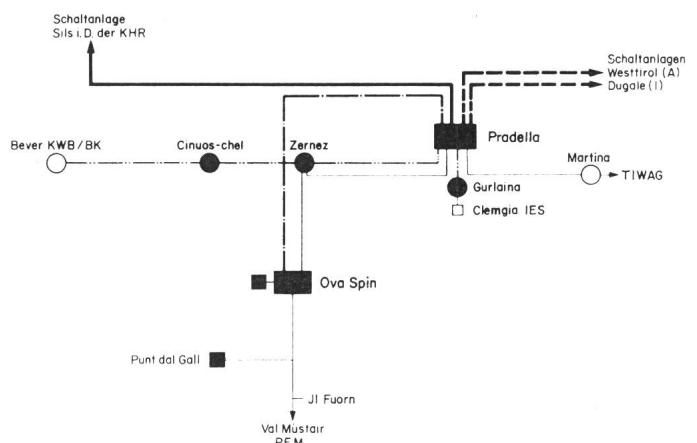 Schaltanlage
Sils i. D. der KHR
Schaltanlagen
Westtirol (A)
Dugale (I)
Pradella
Bever KWB/BK
Cinuos-chel
Zernez
Martina
TIWAG
Gurlaina
Clemgia IES
Ova Spin
Punt dal Gall
Jl Fuorn
Val Müstair
P.E.M.